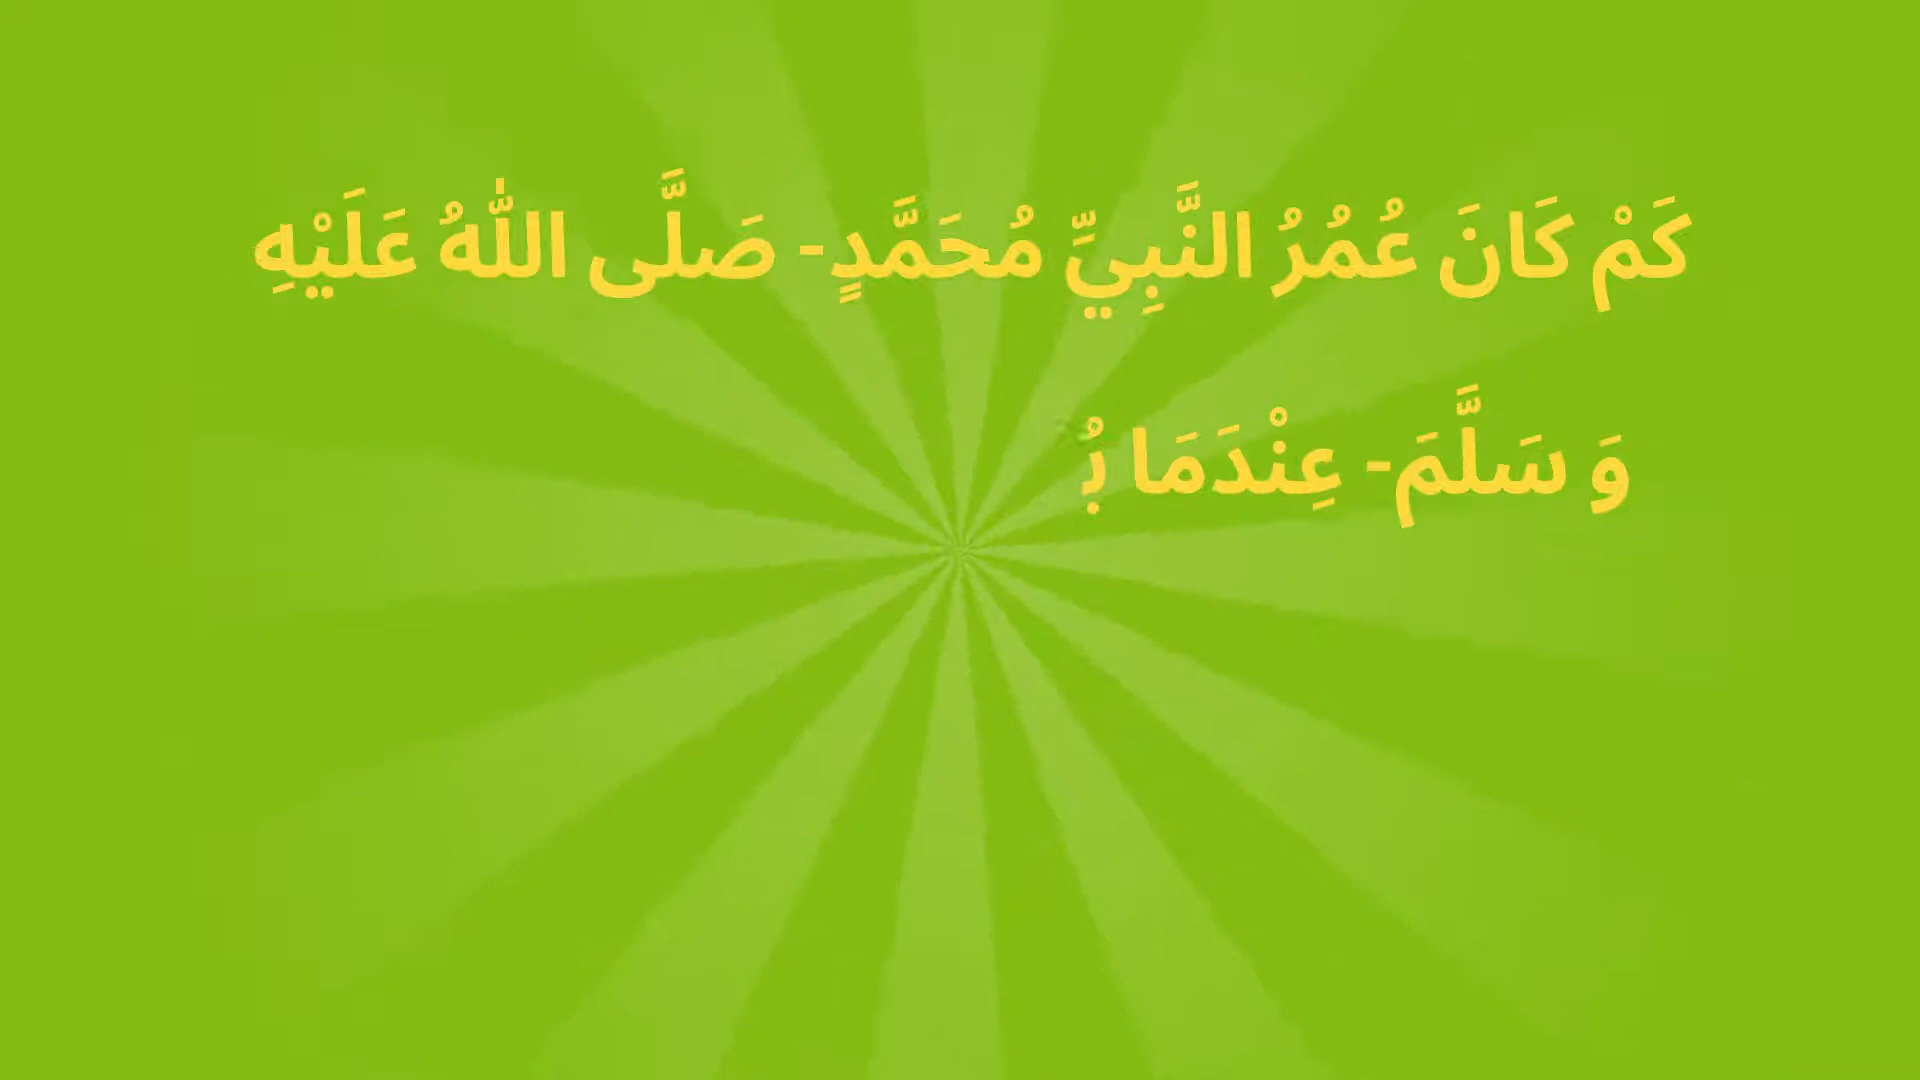 كَمْ كَانَ عُمُرُ النَّبِيِّ مُحَمَّدٍ- صَلَّى اللّٰهُ عَلَيْهِ
وَ سَلَّمَ- عِنْدَمَا بُ